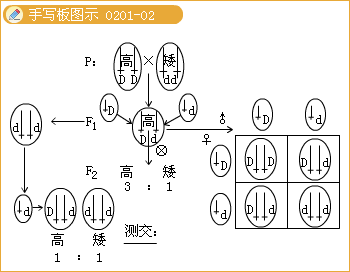 手写板图示 0201-02
P: 高 × 矮
DD dd
D d
F₁ 高 Dd
d d
⊗
♂ D d
♀
D DD Dd
d Dd dd
F₂ 高 矮
3 : 1
d Dd dd
高 矮
1 : 1
测交: